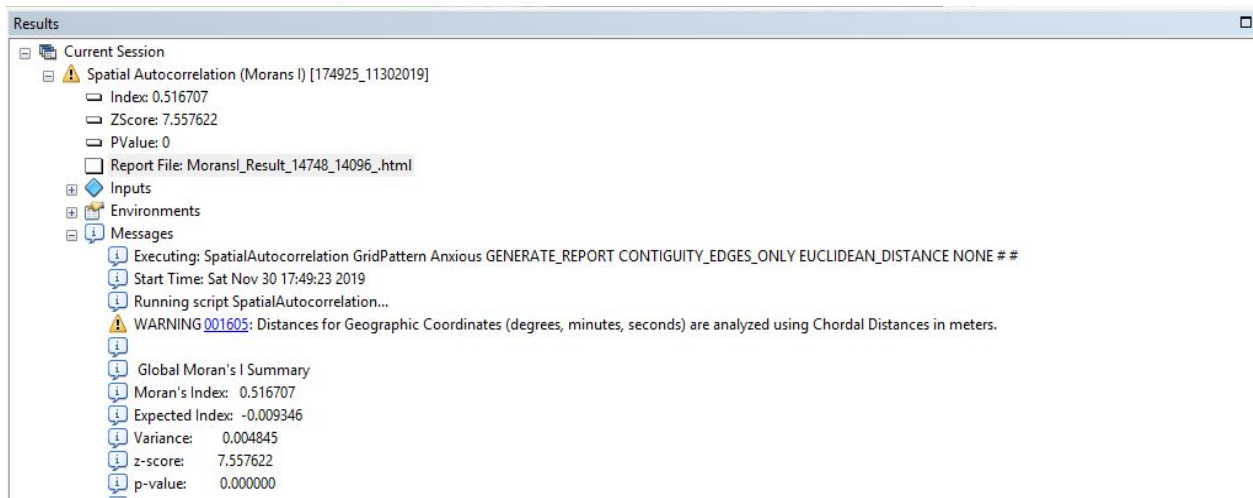 Results
Current Session
Spatial Autocorrelation (Morans I) [174925_11302019]
Index: 0.516707
ZScore: 7.557622
PValue: 0
Report File: MoransI_Result_14748_14096_.html
Inputs
Environments
Messages
Executing: SpatialAutocorrelation GridPattern Anxious GENERATE_REPORT CONTIGUITY_EDGES_ONLY EUCLIDEAN_DISTANCE NONE # #
Start Time: Sat Nov 30 17:49:23 2019
Running script SpatialAutocorrelation...
WARNING 001605: Distances for Geographic Coordinates (degrees, minutes, seconds) are analyzed using Chordal Distances in meters.
Global Moran's I Summary
Moran's Index: 0.516707
Expected Index: -0.009346
Variance: 0.004845
z-score: 7.557622
p-value: 0.000000